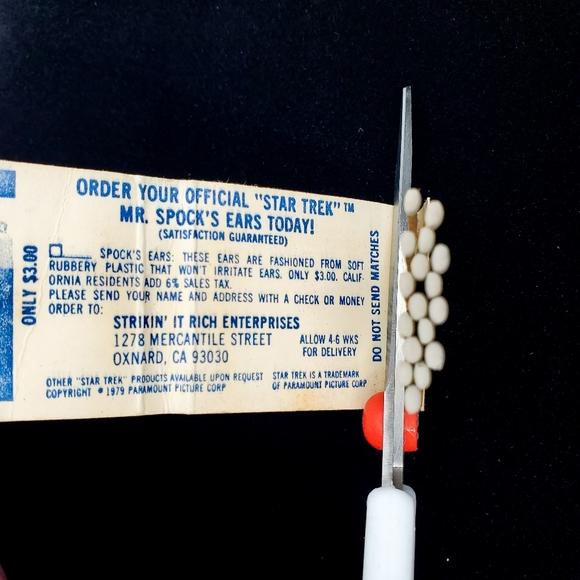 ORDER YOUR OFFICIAL "STAR TREK"™
MR. SPOCK'S EARS TODAY!
(SATISFACTION GUARANTEED)
SPOCK'S EARS: THESE EARS ARE FASHIONED FROM SOFT
RUBBERY PLASTIC THAT WON'T IRRITATE EARS. ONLY $3.00. CALIF-
ORNIA RESIDENTS ADD 6% SALES TAX.
PLEASE SEND YOUR NAME AND ADDRESS WITH A CHECK OR MONEY
ORDER TO:
STRIKIN' IT RICH ENTERPRISES
1278 MERCANTILE STREET
OXNARD, CA 93030
ALLOW 4-6 WKS
FOR DELIVERY
OTHER "STAR TREK" PRODUCTS AVAILABLE UPON REQUEST
COPYRIGHT © 1979 PARAMOUNT PICTURE CORP
STAR TREK IS A TRADEMARK
OF PARAMOUNT PICTURE CORP
ONLY $3.00
DO NOT SEND MATCHES